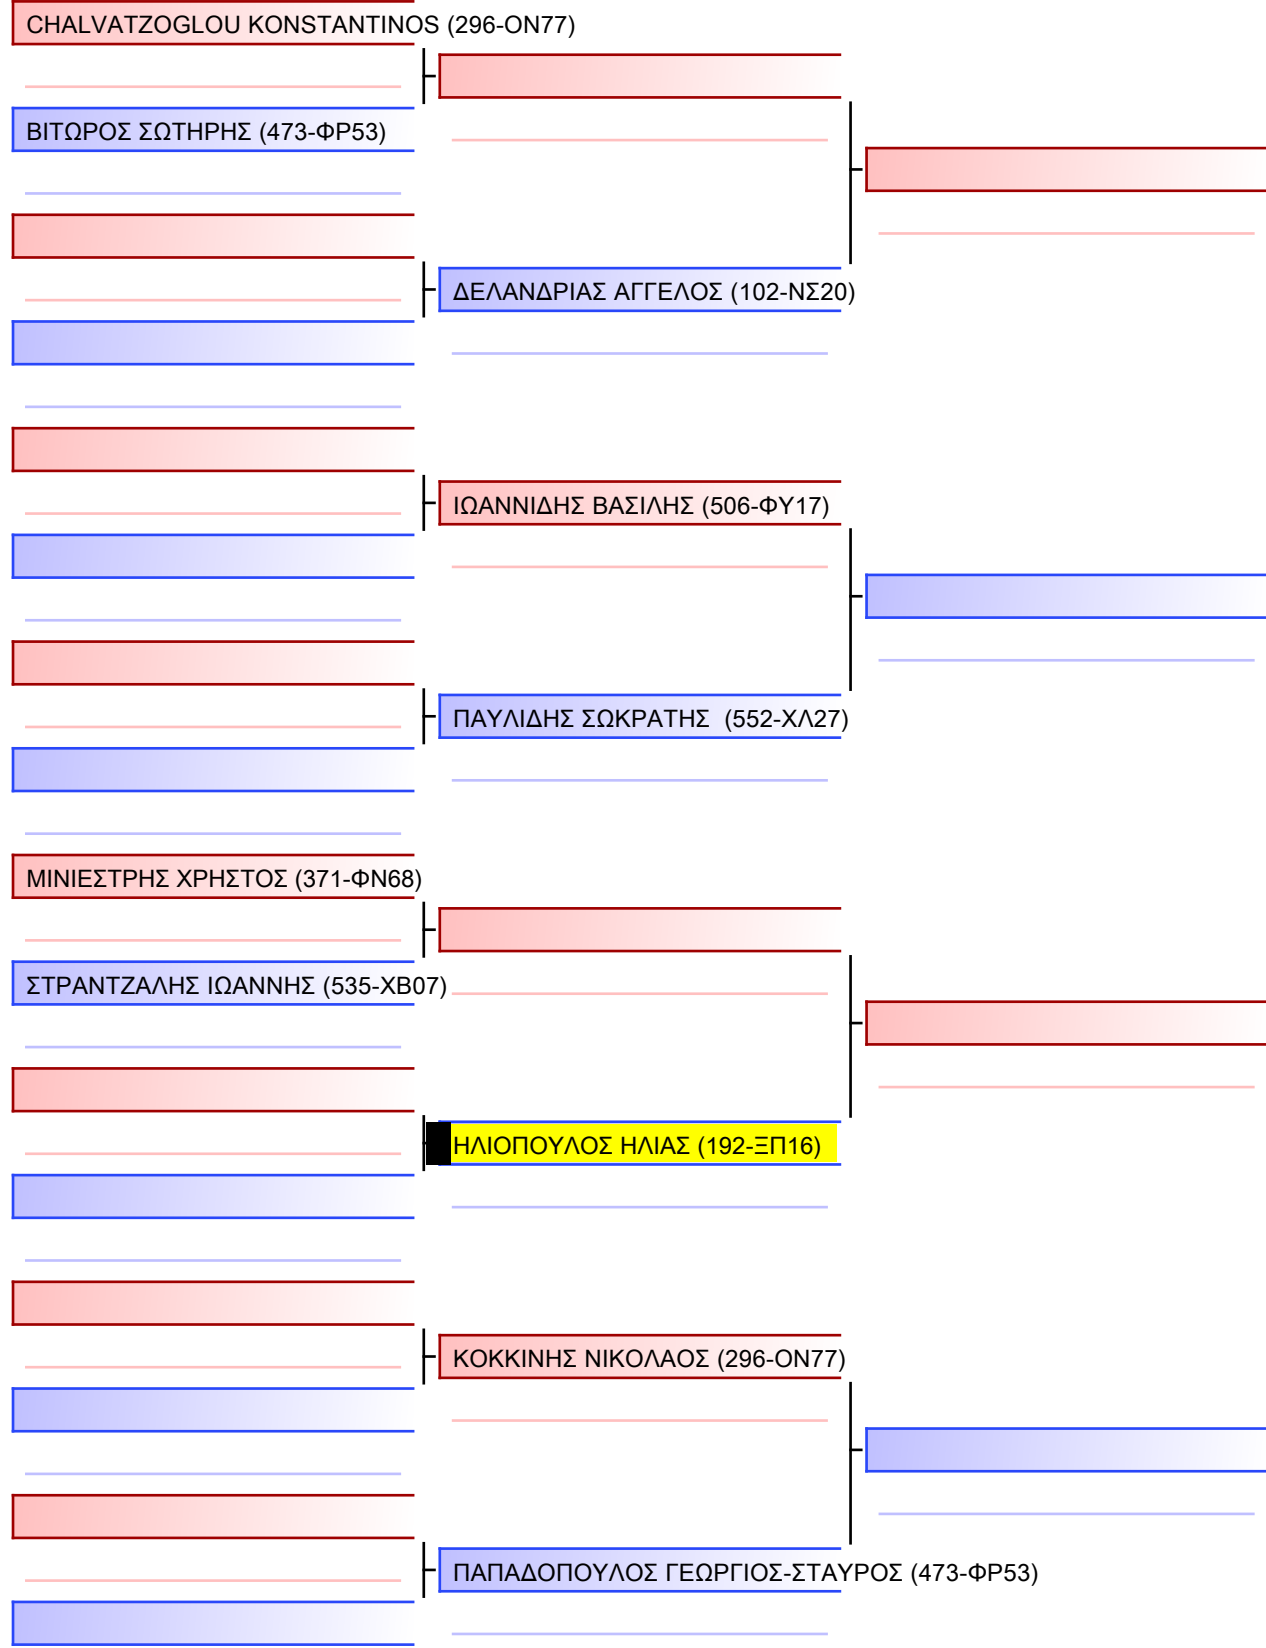 CHALVATZOGLOU KONSTANTINOS (296-ΟΝ77)
ΒΙΤΩΡΟΣ ΣΩΤΗΡΗΣ (473-ΦΡ53)
ΔΕΛΑΝΔΡΙΑΣ ΑΓΓΕΛΟΣ (102-ΝΣ20)
ΙΩΑΝΝΙΔΗΣ ΒΑΣΙΛΗΣ (506-ΦΥ17)
ΠΑΥΛΙΔΗΣ ΣΩΚΡΑΤΗΣ (552-ΧΛ27)
ΜΙΝΙΕΣΤΡΗΣ ΧΡΗΣΤΟΣ (371-ΦΝ68)
ΣΤΡΑΝΤΖΑΛΗΣ ΙΩΑΝΝΗΣ (535-ΧΒ07)
ΗΛΙΟΠΟΥΛΟΣ ΗΛΙΑΣ (192-ΞΠ16)
ΚΟΚΚΙΝΗΣ ΝΙΚΟΛΑΟΣ (296-ΟΝ77)
ΠΑΠΑΔΟΠΟΥΛΟΣ ΓΕΩΡΓΙΟΣ-ΣΤΑΥΡΟΣ (473-ΦΡ53)